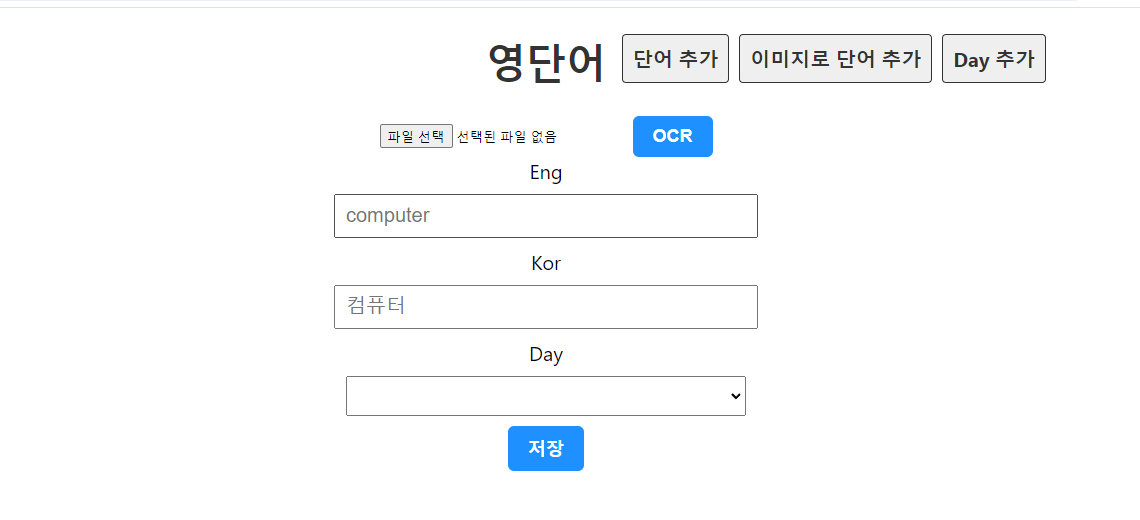 영단어 단어 추가 이미지로 단어 추가 Day 추가
파일 선택 선택된 파일 없음 OCR
Eng
computer
Kor
컴퓨터
Day
저장